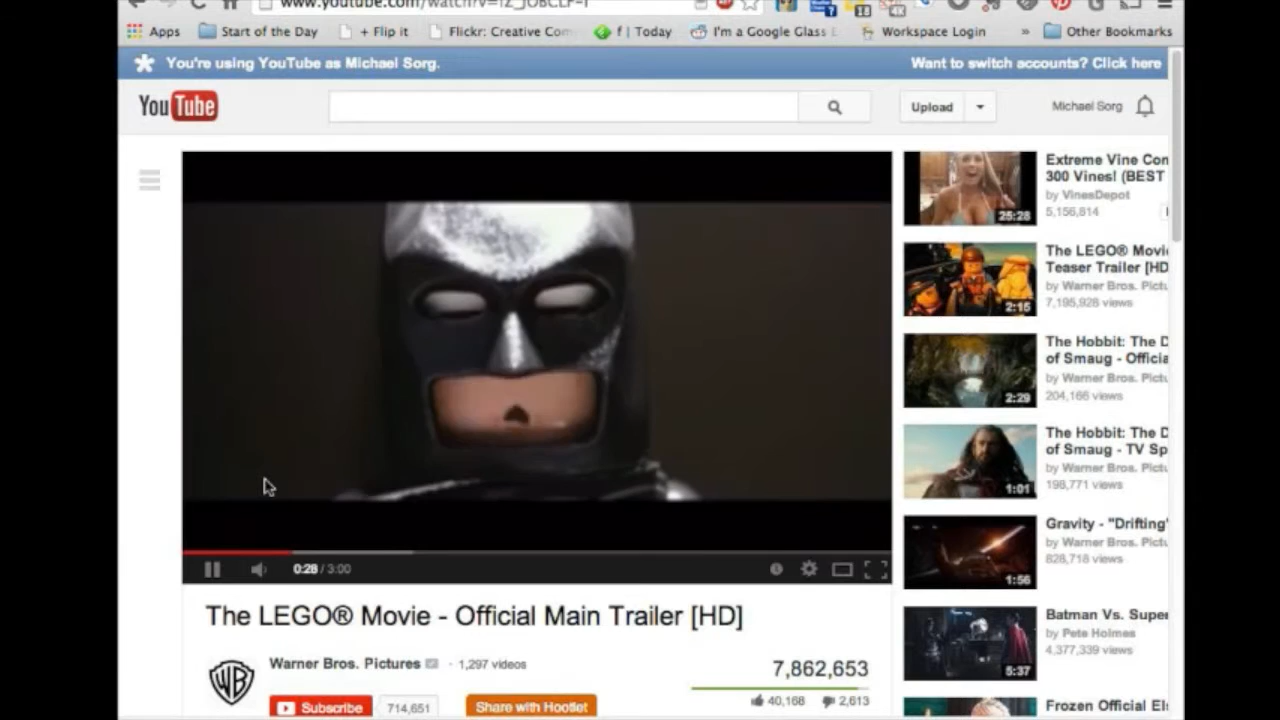 Apps Start of the Day + Flip it Flickr: Creative Com f | Today I'm a Google Glass E Workspace Login » Other Bookmarks
You're using YouTube as Michael Sorg. Want to switch accounts? Click here
YouTube Upload Michael Sorg
Extreme Vine Con
300 Vines! (BEST
by VinesDepot
5,156,814
25:28
The LEGO® Movi
Teaser Trailer [HD
by Warner Bros. Pictu
7,195,928 views
2:15
The Hobbit: The D
of Smaug - Officia
by Warner Bros. Pictu
204,166 views
2:29
The Hobbit: The D
of Smaug - TV Sp
by Warner Bros. Pictu
198,771 views
1:01
Gravity - "Drifting"
by Warner Bros. Pictu
828,718 views
1:56
Batman Vs. Super
by Pete Holmes
4,377,339 views
5:37
Frozen Official Els
0:28 / 3:00
The LEGO® Movie - Official Main Trailer [HD]
Warner Bros. Pictures · 1,297 videos
7,862,653
WB
Subscribe 714,651 Share with Hootlet
40,168 2,613